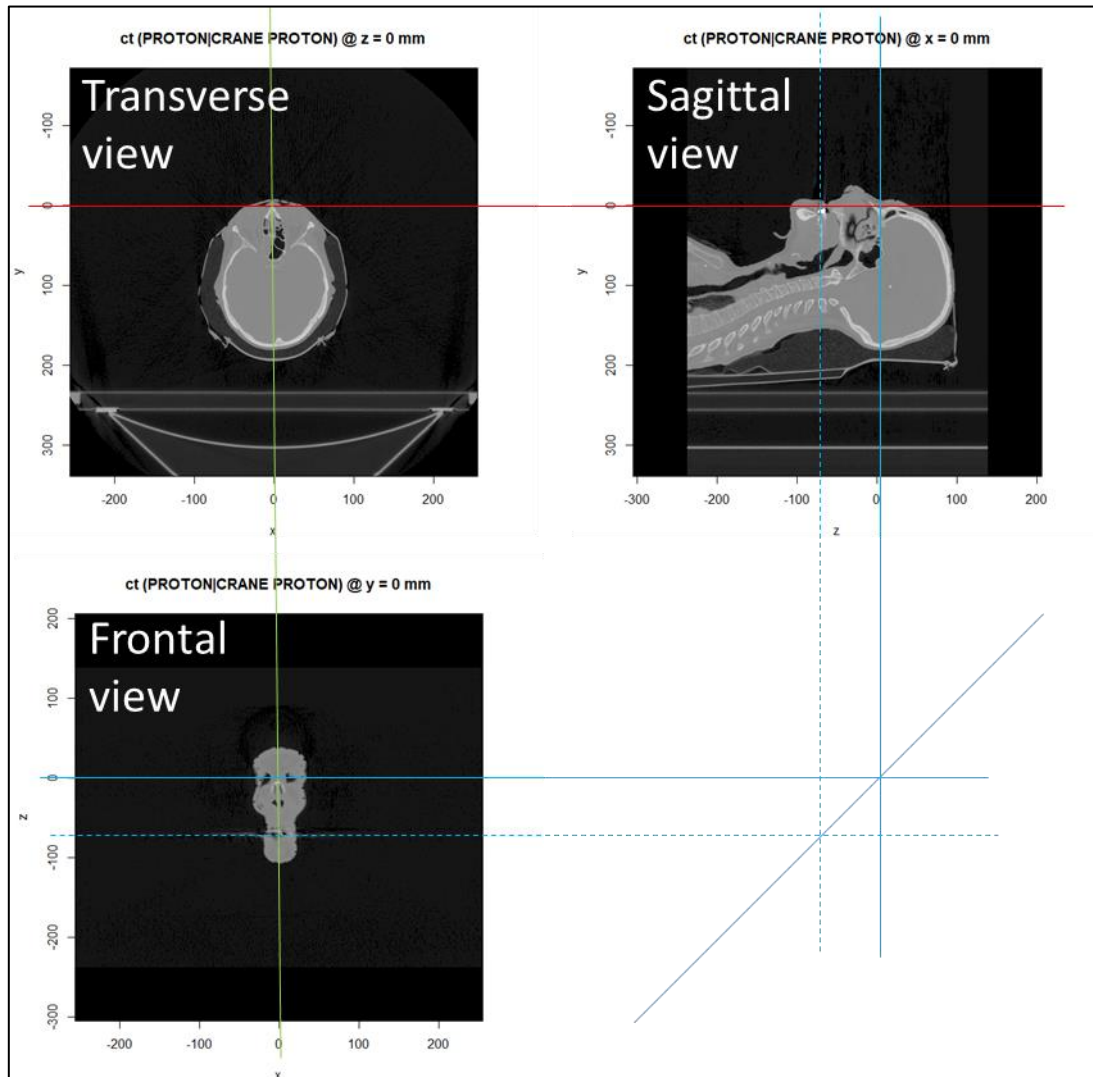 ct (PROTON|CRANE PROTON) @ z = 0 mm
Transverse
view
-100
0
100
200
300
y
-200
-100
0
100
200
x
ct (PROTON|CRANE PROTON) @ x = 0 mm
Sagittal
view
-100
0
100
200
300
y
-300
-200
-100
0
100
200
z
ct (PROTON|CRANE PROTON) @ y = 0 mm
Frontal
view
200
100
0
-100
-200
-300
z
-200
-100
0
100
200
x